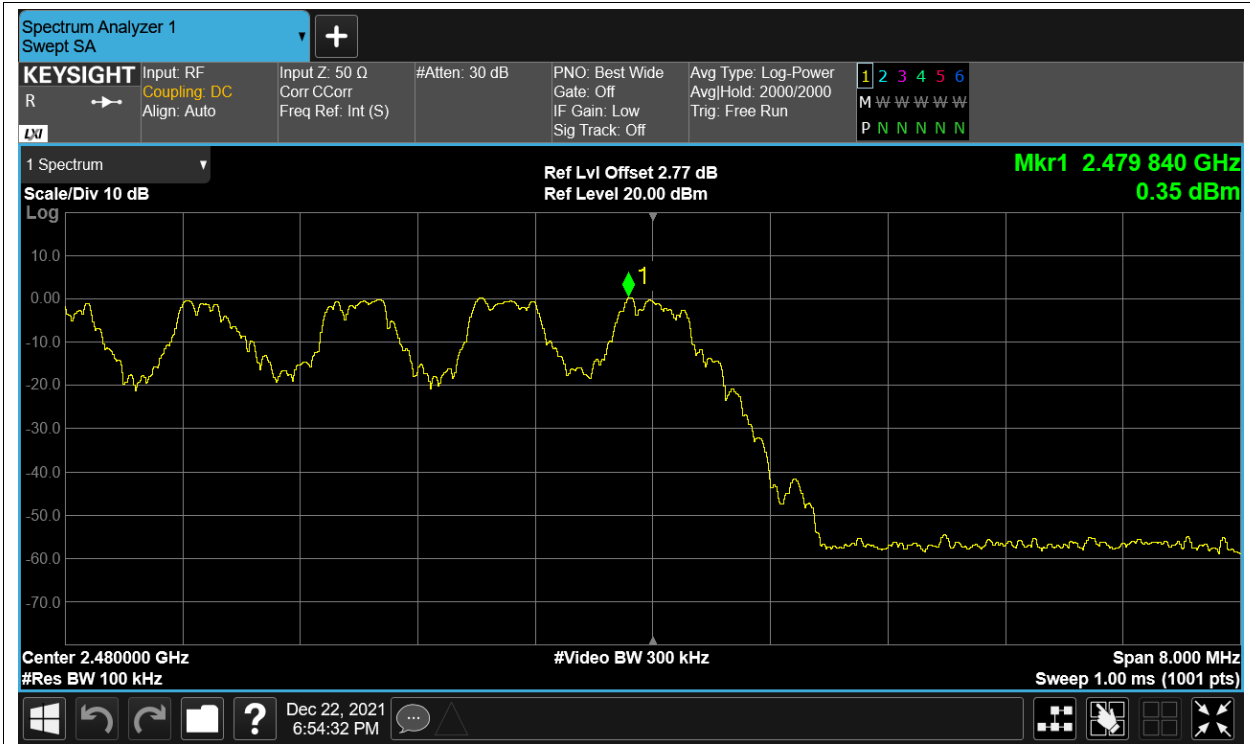 Spectrum Analyzer 1
Swept SA
KEYSIGHT
R
LXI
Input: RF
Coupling: DC
Align: Auto
Input Z: 50 Ω
Corr CCorr
Freq Ref: Int (S)
#Atten: 30 dB
PNO: Best Wide
Gate: Off
IF Gain: Low
Sig Track: Off
Avg Type: Log-Power
Avg|Hold: 2000/2000
Trig: Free Run
1 2 3 4 5 6
M W W W W W
P N N N N N
1 Spectrum
Scale/Div 10 dB
Log
Ref Lvl Offset 2.77 dB
Ref Level 20.00 dBm
Mkr1 2.479 840 GHz
0.35 dBm
1
10.0
0.00
-10.0
-20.0
-30.0
-40.0
-50.0
-60.0
-70.0
Center 2.480000 GHz
#Res BW 100 kHz
#Video BW 300 kHz
Span 8.000 MHz
Sweep 1.00 ms (1001 pts)
?
Dec 22, 2021
6:54:32 PM